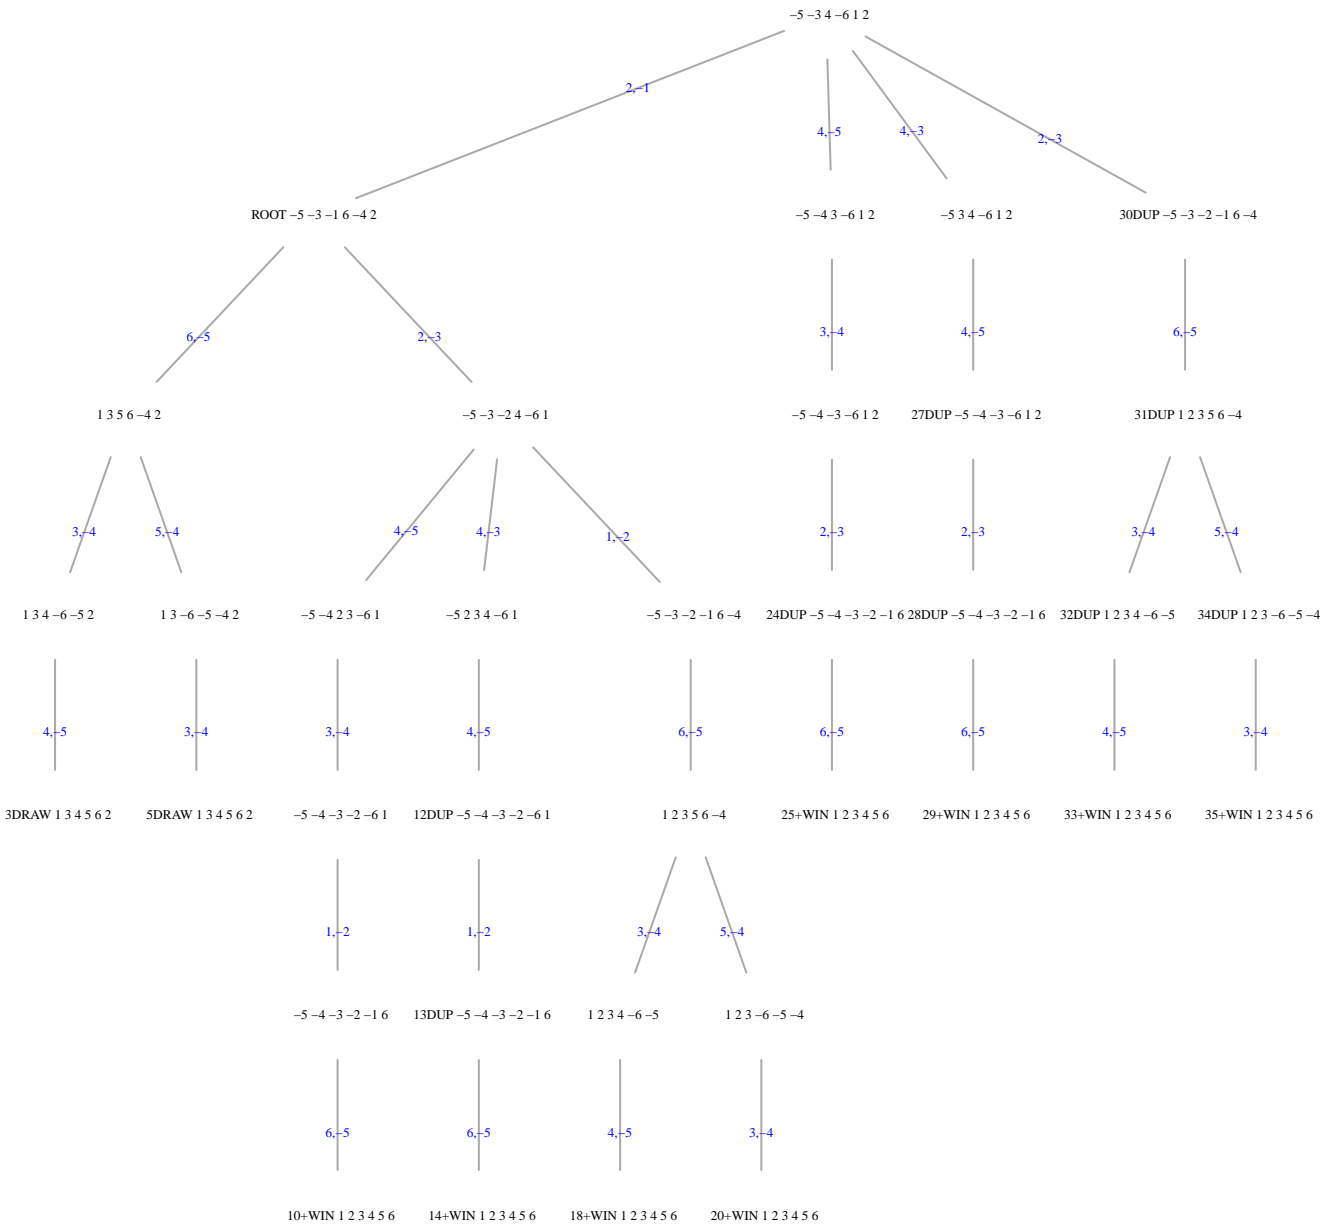 −5 −3 4 −6 1 2
2,−1
4,−5
4,−3
2,−3
ROOT −5 −3 −1 6 −4 2
−5 −4 3 −6 1 2
−5 3 4 −6 1 2
30DUP −5 −3 −2 −1 6 −4
6,−5
2,−3
3,−4
4,−5
6,−5
1 3 5 6 −4 2
−5 −3 −2 4 −6 1
−5 −4 −3 −6 1 2
27DUP −5 −4 −3 −6 1 2
31DUP 1 2 3 5 6 −4
3,−4
5,−4
4,−5
4,−3
1,−2
2,−3
2,−3
3,−4
5,−4
1 3 4 −6 −5 2
1 3 −6 −5 −4 2
−5 −4 2 3 −6 1
−5 2 3 4 −6 1
−5 −3 −2 −1 6 −4
24DUP −5 −4 −3 −2 −1 6
28DUP −5 −4 −3 −2 −1 6
32DUP 1 2 3 4 −6 −5
34DUP 1 2 3 −6 −5 −4
4,−5
3,−4
3,−4
4,−5
6,−5
6,−5
6,−5
4,−5
3,−4
3DRAW 1 3 4 5 6 2
5DRAW 1 3 4 5 6 2
−5 −4 −3 −2 −6 1
12DUP −5 −4 −3 −2 −6 1
1 2 3 5 6 −4
25+WIN 1 2 3 4 5 6
29+WIN 1 2 3 4 5 6
33+WIN 1 2 3 4 5 6
35+WIN 1 2 3 4 5 6
1,−2
1,−2
3,−4
5,−4
−5 −4 −3 −2 −1 6
13DUP −5 −4 −3 −2 −1 6
1 2 3 4 −6 −5
1 2 3 −6 −5 −4
6,−5
6,−5
4,−5
3,−4
10+WIN 1 2 3 4 5 6
14+WIN 1 2 3 4 5 6
18+WIN 1 2 3 4 5 6
20+WIN 1 2 3 4 5 6